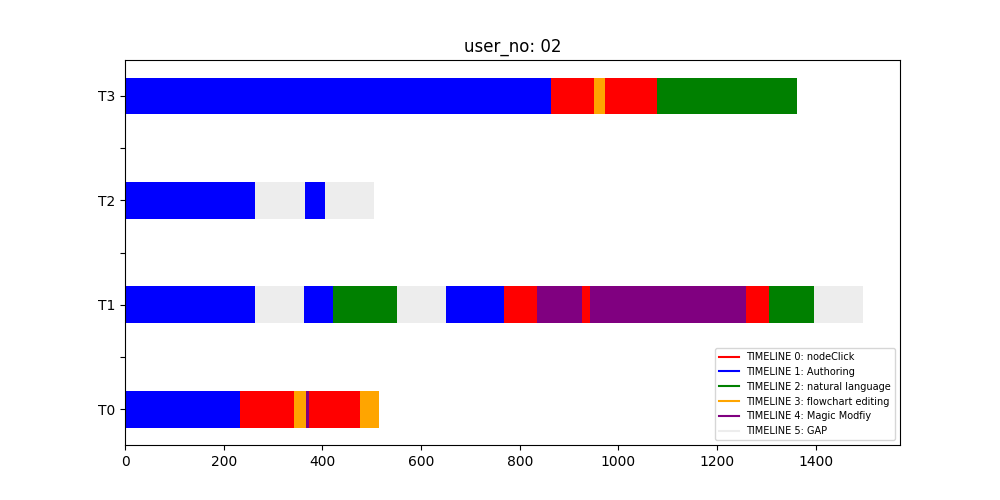 user_no: 02
T3
T2
T1
T0
TIMELINE 0: nodeClick
TIMELINE 1: Authoring
TIMELINE 2: natural language
TIMELINE 3: flowchart editing
TIMELINE 4: Magic Modfiy
TIMELINE 5: GAP
0 200 400 600 800 1000 1200 1400